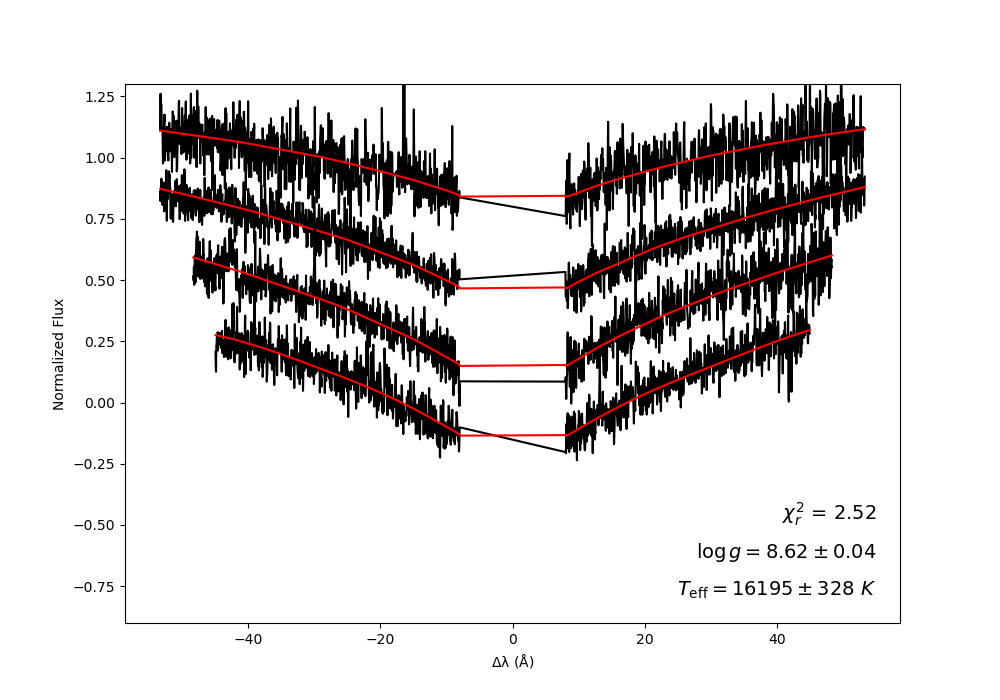 1.25
1.00
0.75
0.50
0.25
0.00
−0.25
−0.50
−0.75
Normalized Flux
−40
−20
0
20
40
Δλ (Å)
χ²ᵣ = 2.52
log g = 8.62 ± 0.04
T_eff = 16195 ± 328 K